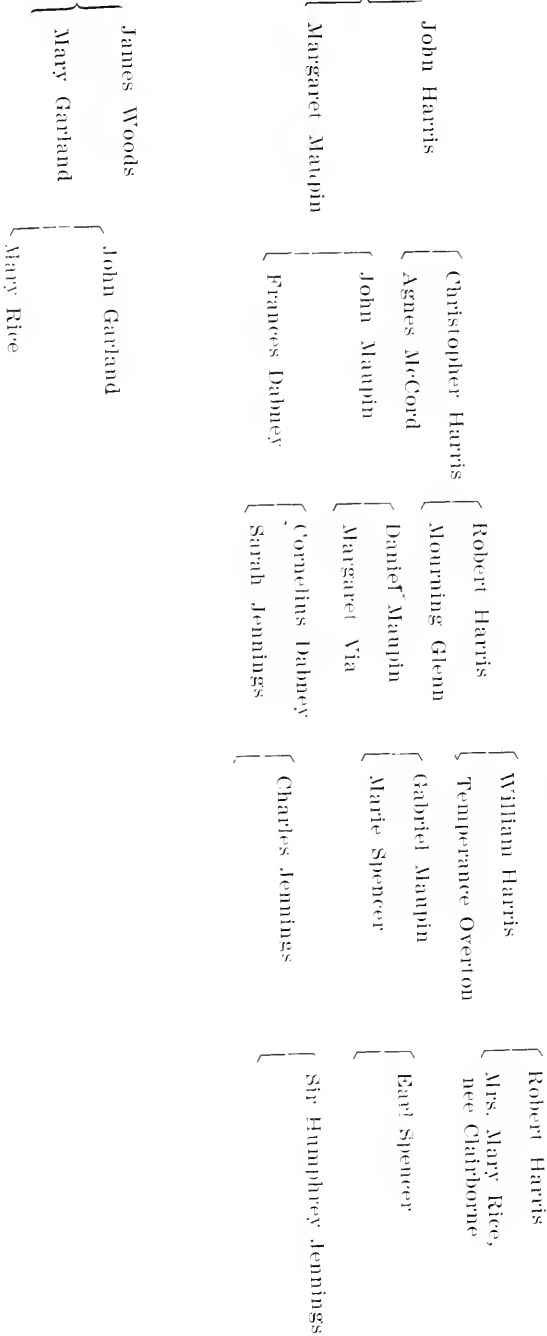 John Harris
Margaret Maupin
James Woods
Mary Garland
Christopher Harris
Agnes McCord
John Maupin
Frances Dabney
John Garland
Mary Rice
Robert Harris
Mourning Glenn
Daniel Maupin
Margaret Via
Cornelius Dabney
Sarah Jennings
William Harris
Temperance Overton
Gabriel Maupin
Marie Spencer
Charles Jennings
Robert Harris
Mrs. Mary Rice,
nee Clairborne
Earl Spencer
Sir Humphrey Jennings